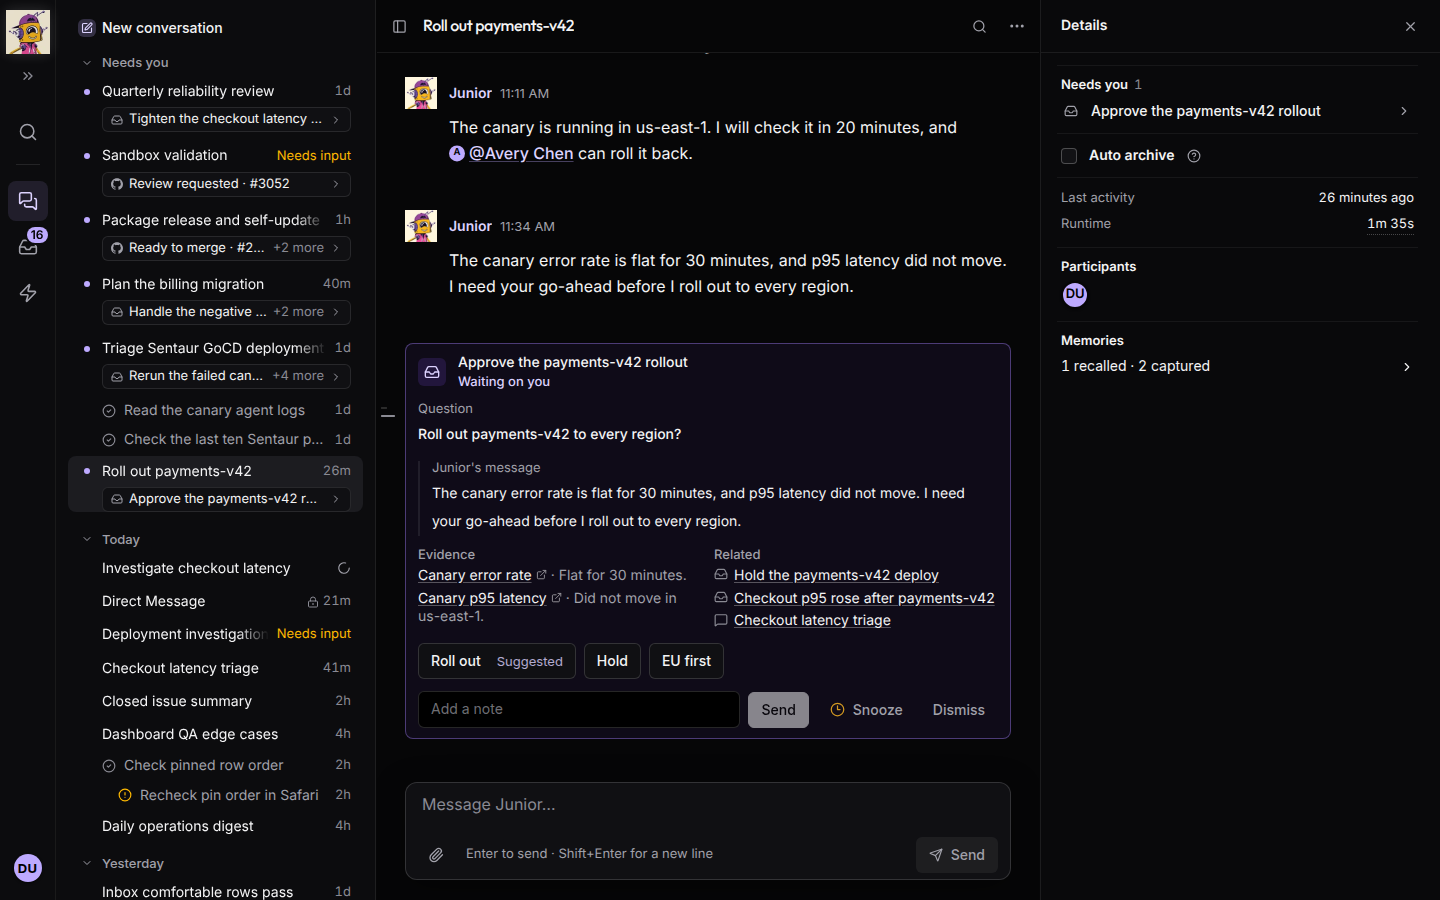 New conversation
Needs you
Quarterly reliability review 1d
Tighten the checkout latency ...
Sandbox validation Needs input
Review requested · #3052
Package release and self-update 1h
Ready to merge · #2... +2 more
Plan the billing migration 40m
Handle the negative ... +2 more
Triage Sentaur GoCD deployment 1d
Rerun the failed can... +4 more
Read the canary agent logs 1d
Check the last ten Sentaur p... 1d
Roll out payments-v42 26m
Approve the payments-v42 r...
Today
Investigate checkout latency
Direct Message 21m
Deployment investigation Needs input
Checkout latency triage 41m
Closed issue summary 2h
Dashboard QA edge cases 4h
Check pinned row order 2h
Recheck pin order in Safari 2h
Daily operations digest 4h
Yesterday
Inbox comfortable rows pass 1d
16
DU
Roll out payments-v42
Junior 11:11 AM
The canary is running in us-east-1. I will check it in 20 minutes, and
A @Avery Chen can roll it back.
Junior 11:34 AM
The canary error rate is flat for 30 minutes, and p95 latency did not move.
I need your go-ahead before I roll out to every region.
Approve the payments-v42 rollout
Waiting on you
Question
Roll out payments-v42 to every region?
Junior's message
The canary error rate is flat for 30 minutes, and p95 latency did not move. I need
your go-ahead before I roll out to every region.
Evidence
Canary error rate · Flat for 30 minutes.
Canary p95 latency · Did not move in
us-east-1.
Related
Hold the payments-v42 deploy
Checkout p95 rose after payments-v42
Checkout latency triage
Roll out Suggested Hold EU first
Add a note Send Snooze Dismiss
Message Junior...
Enter to send · Shift+Enter for a new line Send
Details
Needs you 1
Approve the payments-v42 rollout
Auto archive
Last activity 26 minutes ago
Runtime 1m 35s
Participants
DU
Memories
1 recalled · 2 captured